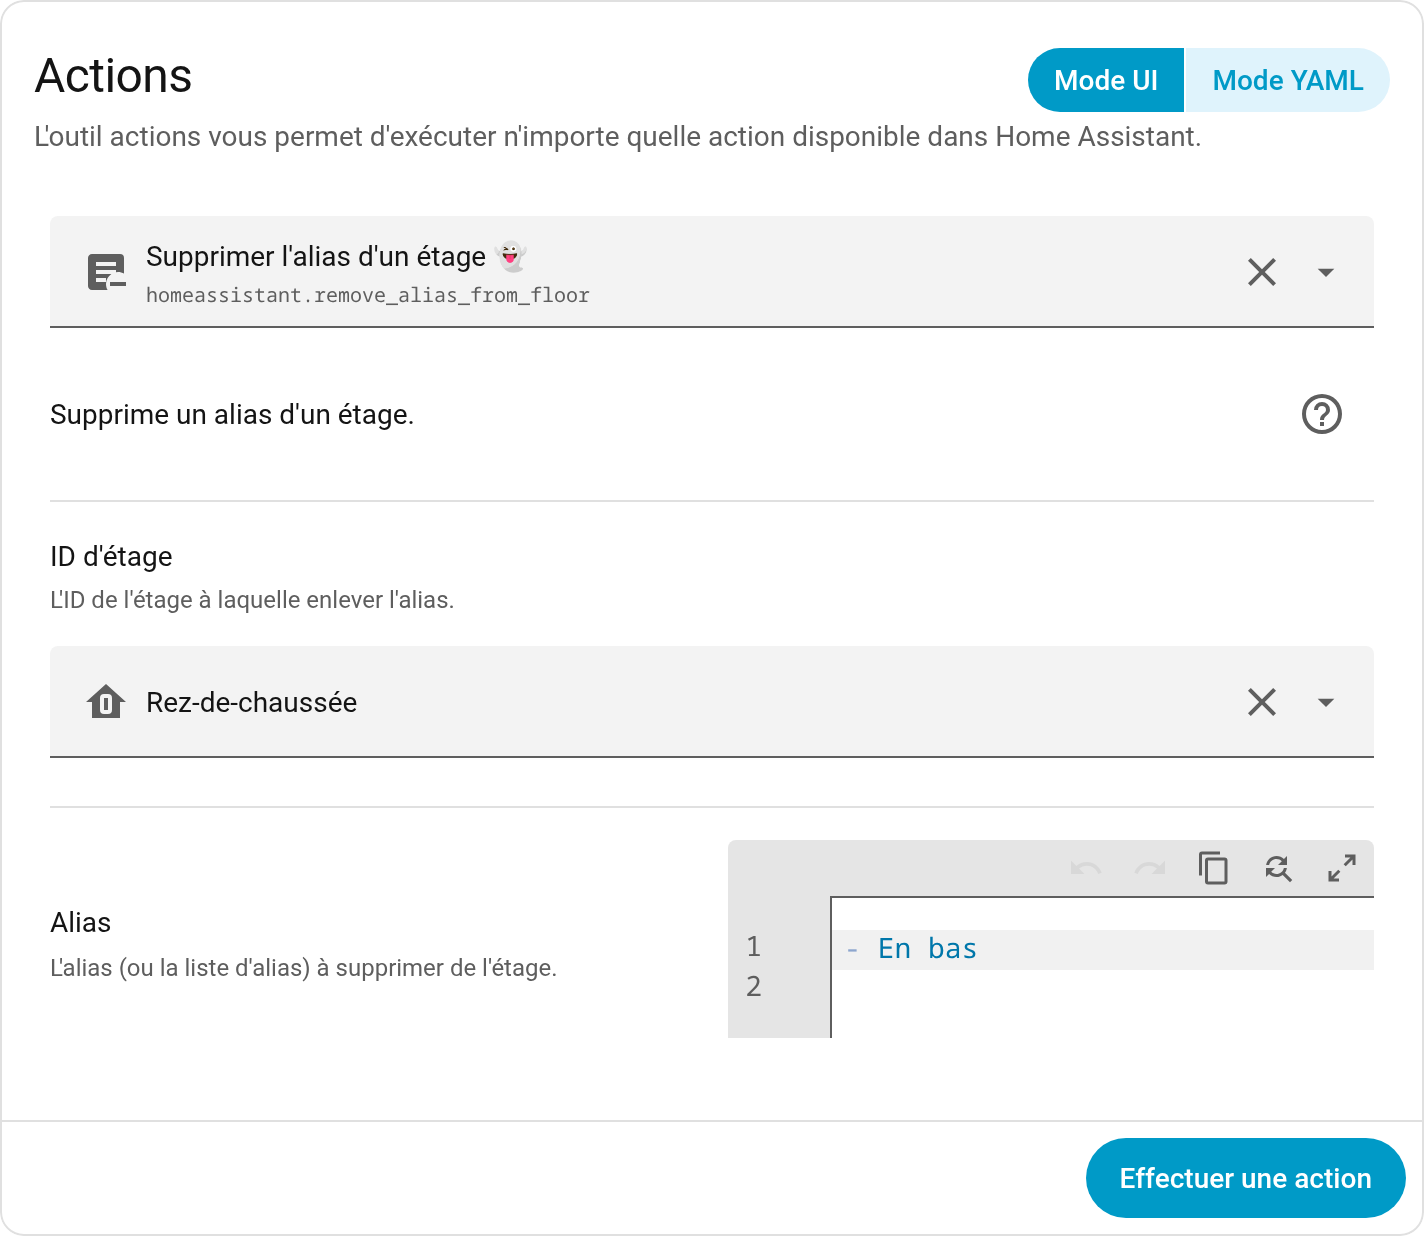 Actions
Mode UI
Mode YAML
L'outil actions vous permet d'exécuter n'importe quelle action disponible dans Home Assistant.
Supprimer l'alias d'un étage 👻
homeassistant.remove_alias_from_floor
Supprime un alias d'un étage.
ID d'étage
L'ID de l'étage à laquelle enlever l'alias.
0
Rez-de-chaussée
Alias
L'alias (ou la liste d'alias) à supprimer de l'étage.
1
- En bas
2
Effectuer une action